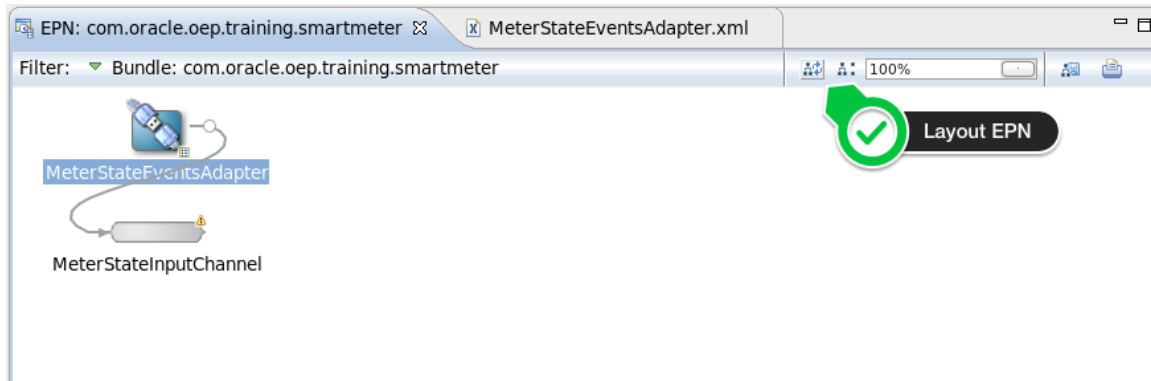 EPN: com.oracle.oep.training.smartmeter
MeterStateEventsAdapter.xml
Filter: Bundle: com.oracle.oep.training.smartmeter
100%
Layout EPN
MeterStateEventsAdapter
MeterStateInputChannel